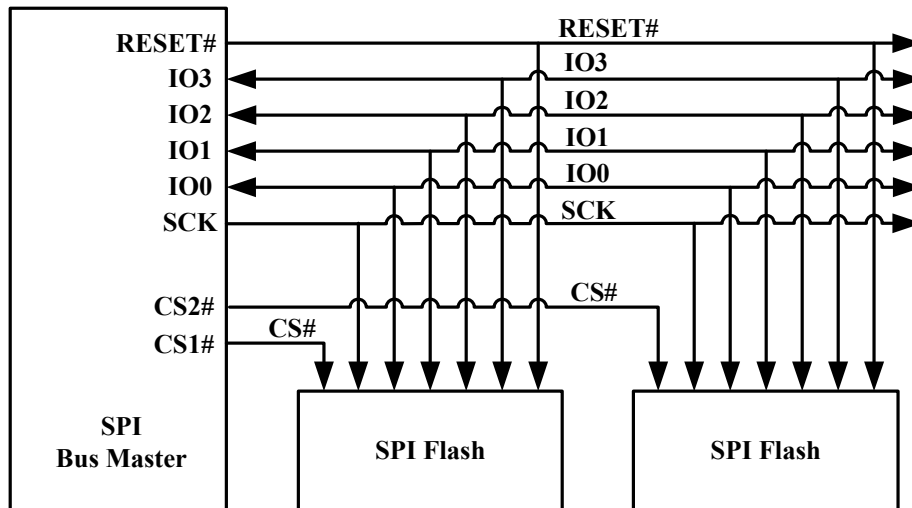 RESET# RESET#
IO3 IO3
IO2 IO2
IO1 IO1
IO0 IO0
SCK SCK
CS2# CS#
CS1# CS#
SPI
Bus Master
SPI Flash SPI Flash